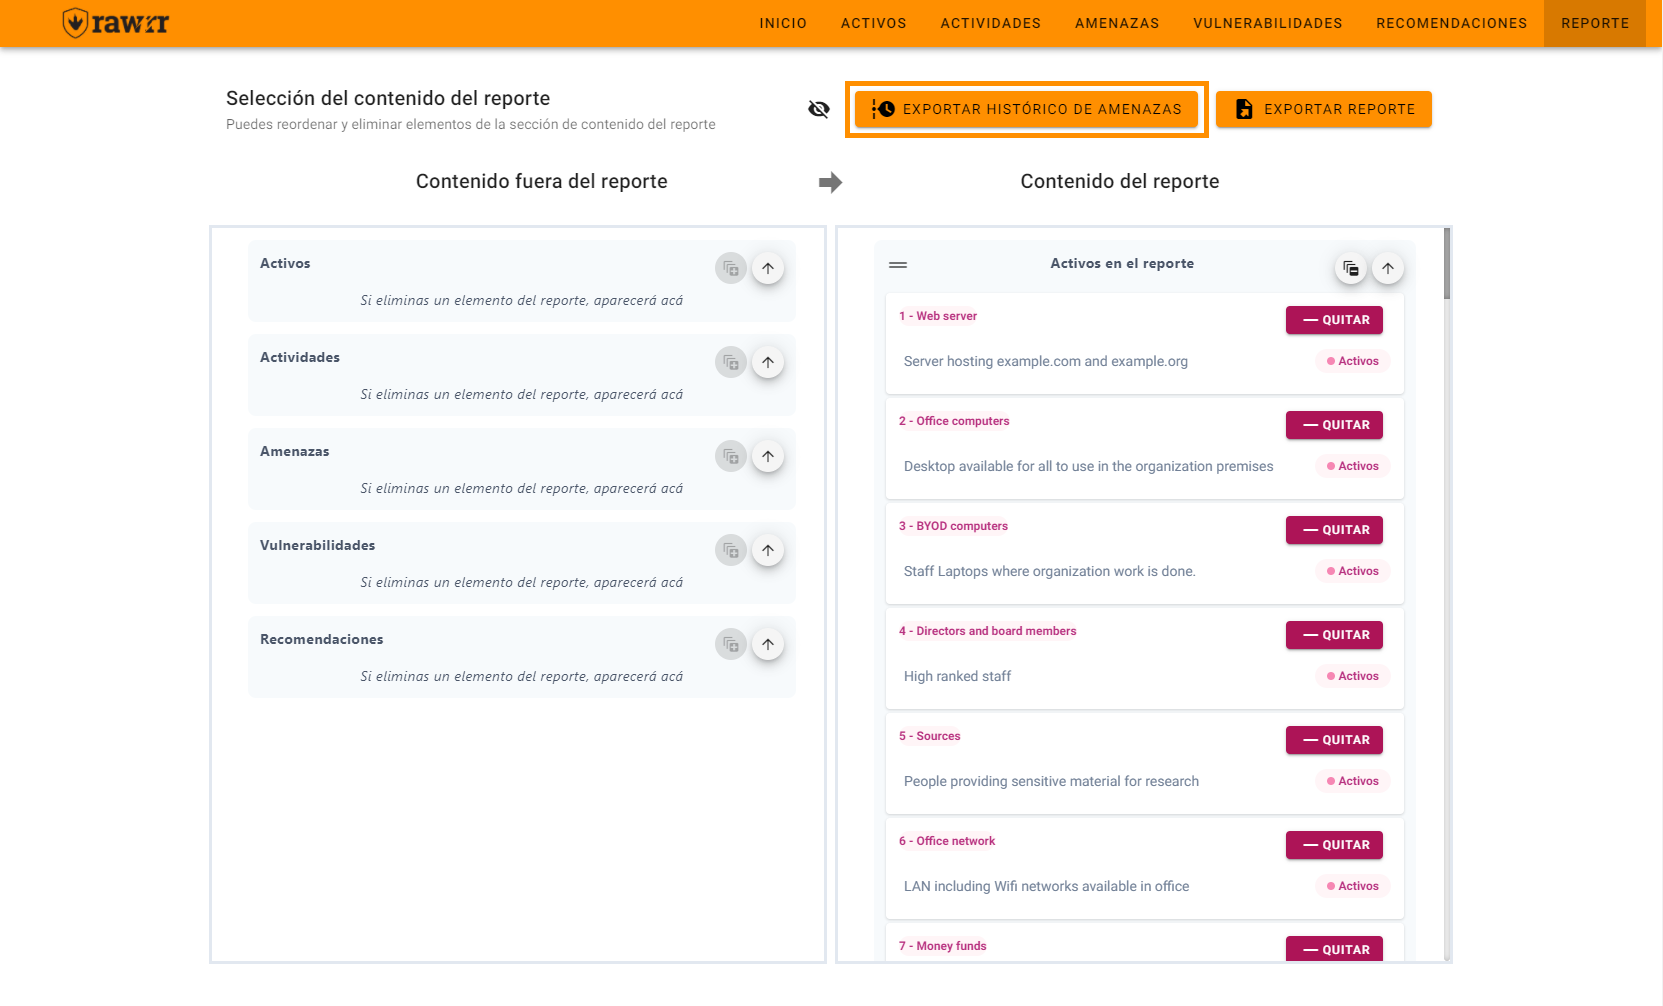 rawrr
INICIO ACTIVOS ACTIVIDADES AMENAZAS VULNERABILIDADES RECOMENDACIONES REPORTE
Selección del contenido del reporte
Puedes reordenar y eliminar elementos de la sección de contenido del reporte
EXPORTAR HISTÓRICO DE AMENAZAS
EXPORTAR REPORTE
Contenido fuera del reporte
Contenido del reporte
Activos
Si eliminas un elemento del reporte, aparecerá acá
Actividades
Si eliminas un elemento del reporte, aparecerá acá
Amenazas
Si eliminas un elemento del reporte, aparecerá acá
Vulnerabilidades
Si eliminas un elemento del reporte, aparecerá acá
Recomendaciones
Si eliminas un elemento del reporte, aparecerá acá
Activos en el reporte
1 - Web server
QUITAR
Server hosting example.com and example.org
Activos
2 - Office computers
QUITAR
Desktop available for all to use in the organization premises
Activos
3 - BYOD computers
QUITAR
Staff Laptops where organization work is done.
Activos
4 - Directors and board members
QUITAR
High ranked staff
Activos
5 - Sources
QUITAR
People providing sensitive material for research
Activos
6 - Office network
QUITAR
LAN including Wifi networks available in office
Activos
7 - Money funds
QUITAR